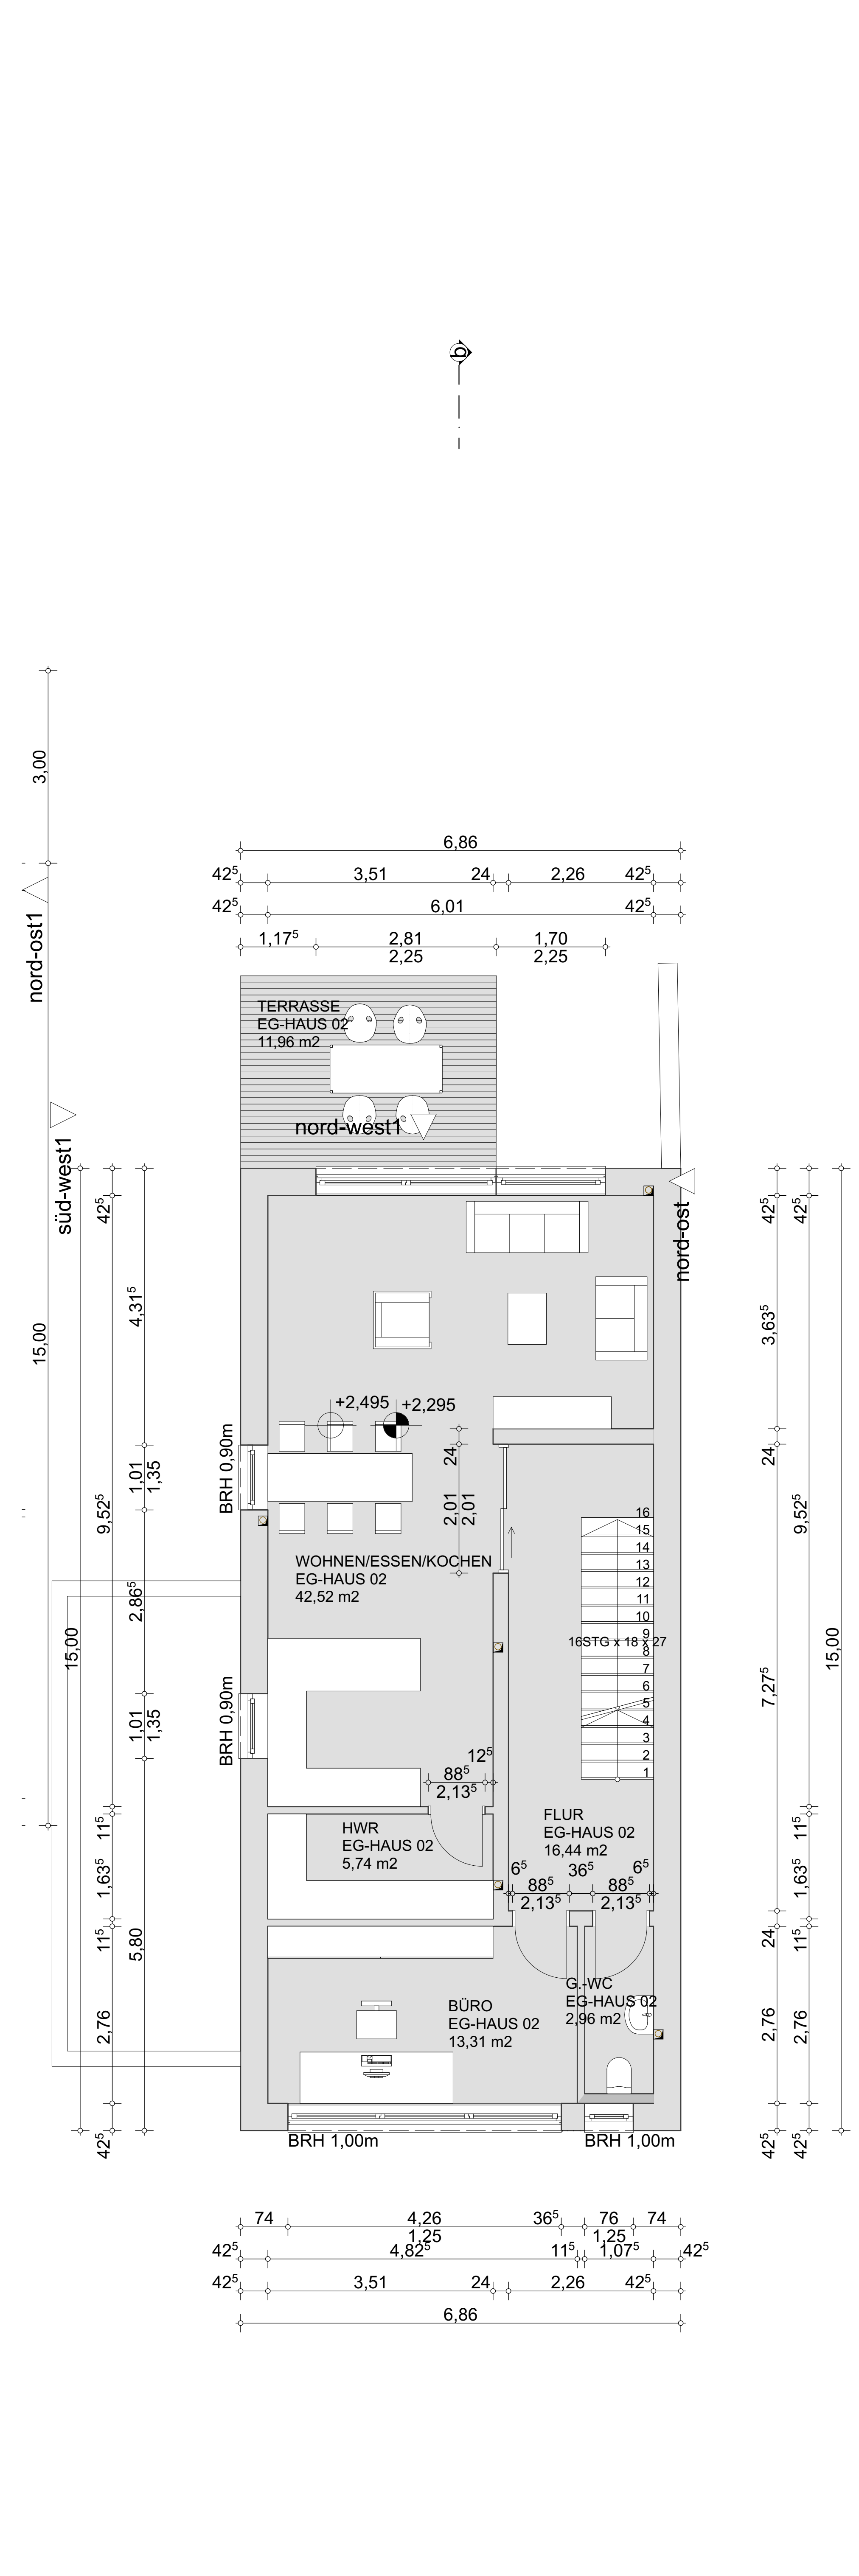 b
3,00
6,86
42⁵ 3,51 24 2,26 42⁵
nord-ost1
42⁵ 6,01 42⁵
1,17⁵ 2,81 1,70
2,25 2,25
TERRASSE
EG-HAUS 02
11,96 m2
nord-west1
süd-west1
nord-ost
42⁵
42⁵
42⁵
4,31⁵
3,63⁵
15,00
+2,495
+2,295
BRH 0,90m
1,01
1,35
24
24
9,52⁵
2,01
2,01
9,52⁵
WOHNEN/ESSEN/KOCHEN
EG-HAUS 02
42,52 m2
16
15
14
13
12
11
10
9
16STG x 18 x 27
8
7
6
5
4
3
2
1
2,86⁵
15,00
7,27⁵
15,00
BRH 0,90m
1,01
1,35
12⁵
88⁵
2,13⁵
HWR
EG-HAUS 02
5,74 m2
FLUR
EG-HAUS 02
16,44 m2
11⁵
11⁵
1,63⁵
1,63⁵
6⁵ 36⁵ 6⁵
88⁵ 88⁵
2,13⁵ 2,13⁵
11⁵
5,80
24
11⁵
G.-WC
EG-HAUS 02
2,96 m2
BÜRO
EG-HAUS 02
13,31 m2
2,76
2,76
2,76
42⁵
42⁵
42⁵
BRH 1,00m
BRH 1,00m
74 4,26 36⁵ 76 74
1,25 1,25
42⁵ 4,82⁵ 11⁵ 1,07⁵ 42⁵
42⁵ 3,51 24 2,26 42⁵
6,86